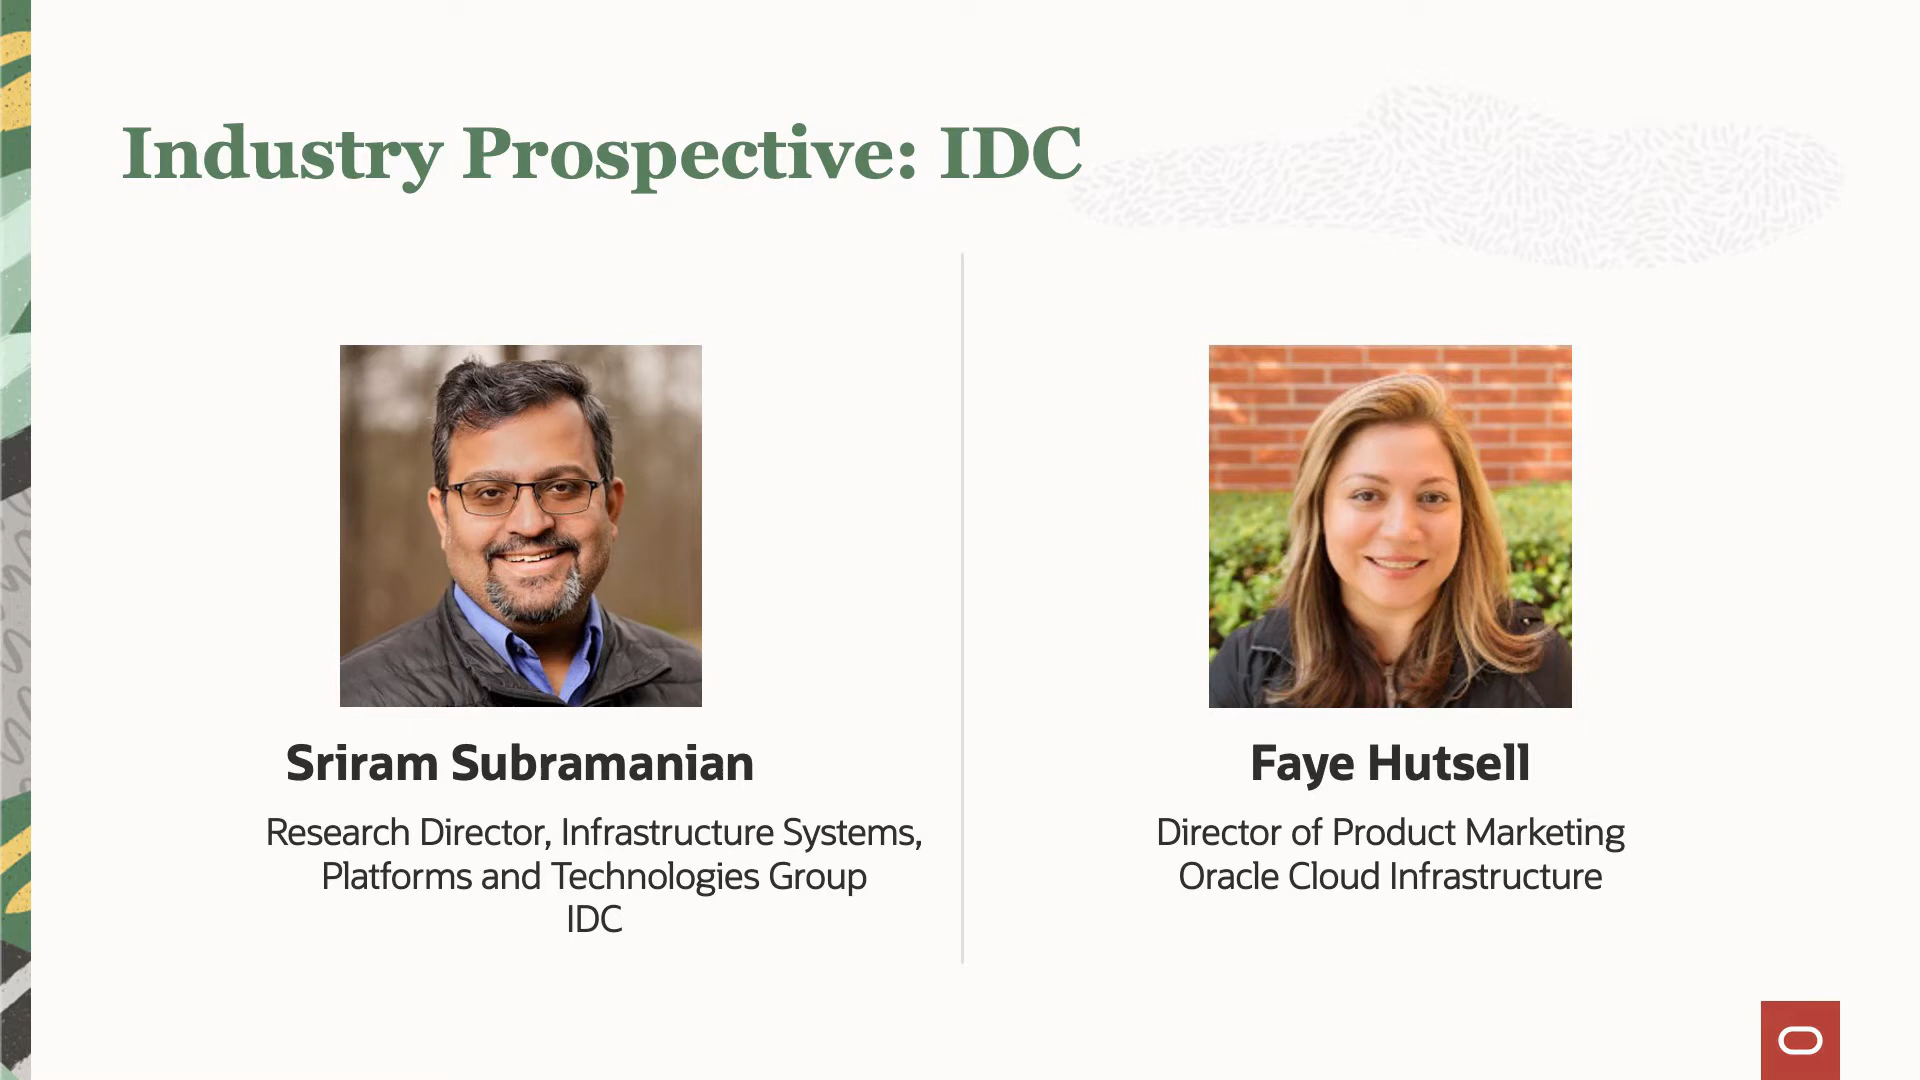 Industry Prospective: IDC
Sriram Subramanian
Research Director, Infrastructure Systems,
Platforms and Technologies Group
IDC
Faye Hutsell
Director of Product Marketing
Oracle Cloud Infrastructure